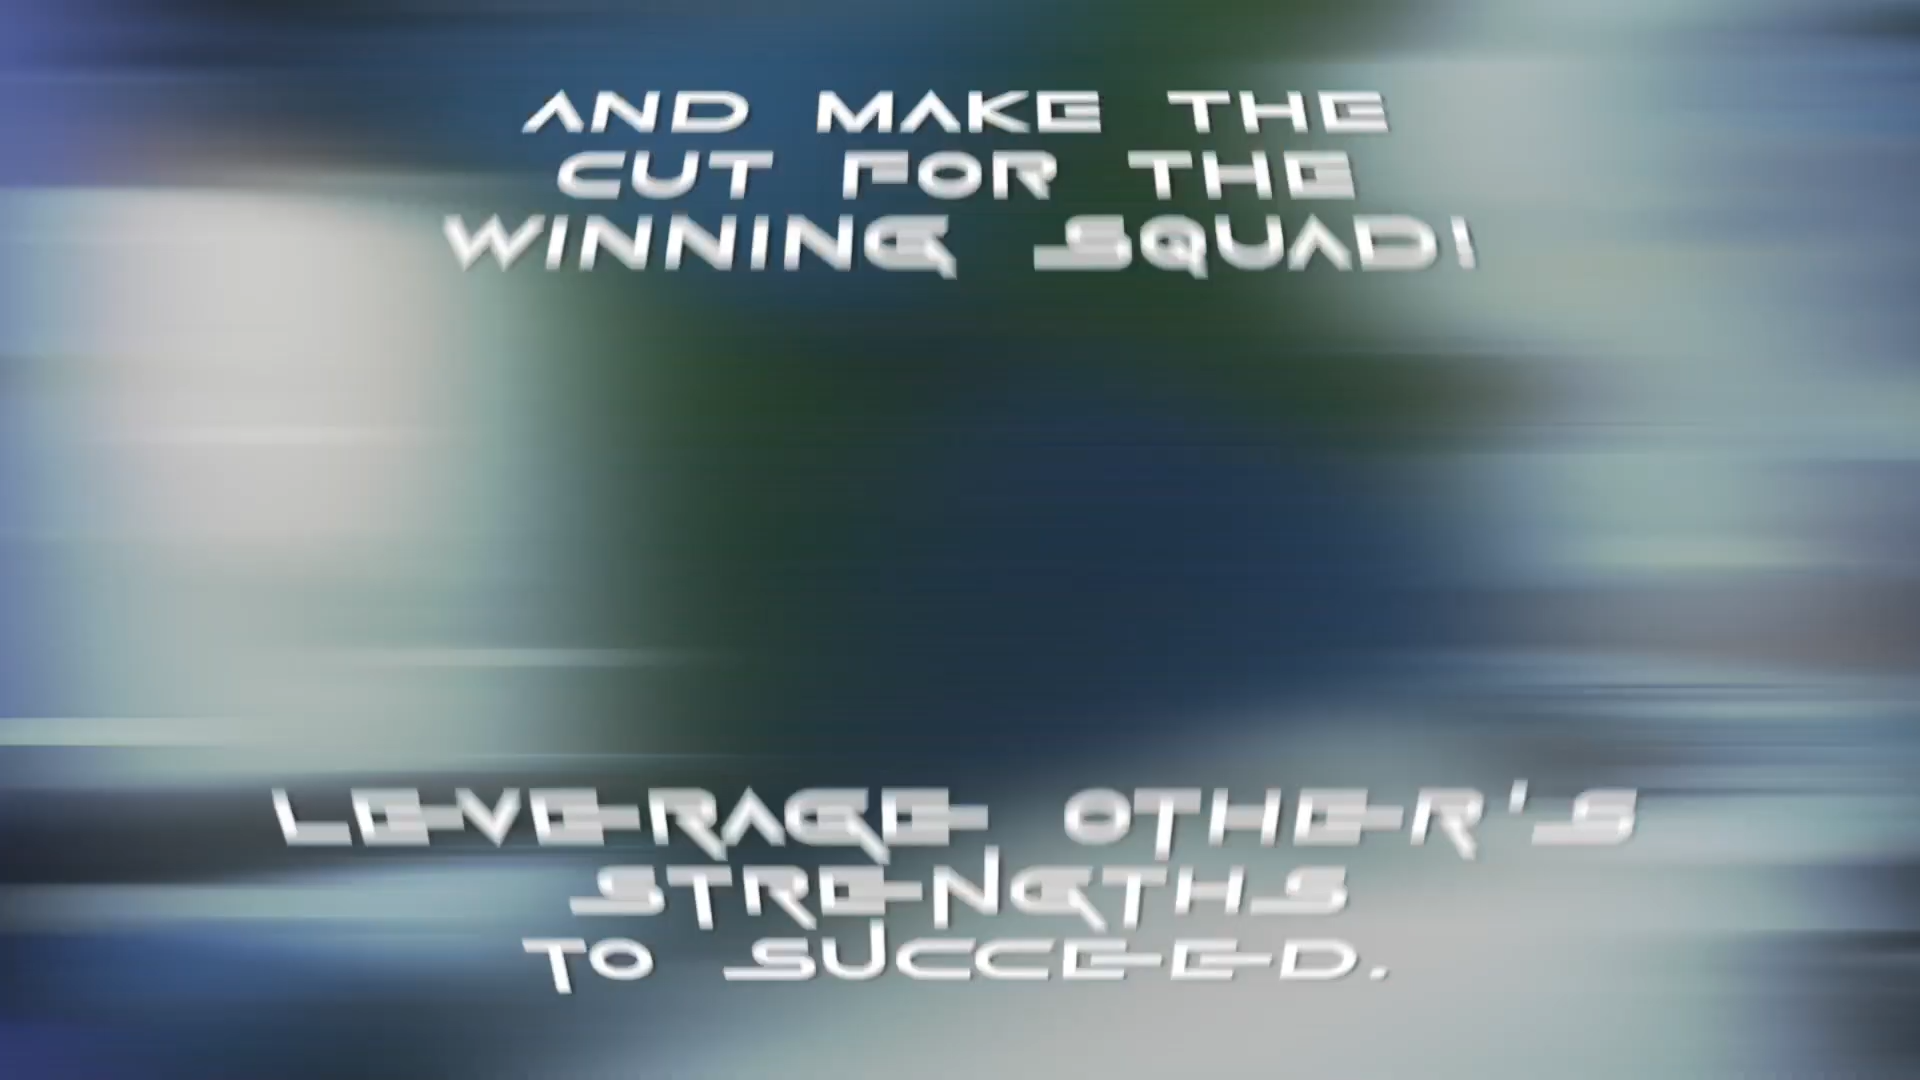 AND MAKE THE
CUT FOR THE
WINNING SQUAD!
LEVERAGE OTHER'S
STRENGTHS
TO SUCCEED.